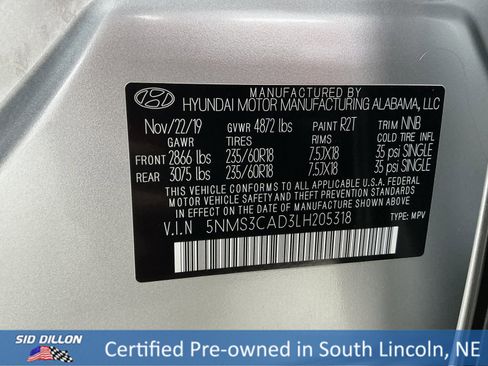 MANUFACTURED BY
HYUNDAI MOTOR MANUFACTURING ALABAMA, LLC
Nov/22/19 GVWR 4872 lbs PAINT R2T TRIM NNB
GAWR TIRES RIMS COLD TIRE INFL
FRONT 2866 lbs 235/60R18 7.5JX18 35 psi SINGLE
REAR 3075 lbs 235/60R18 7.5JX18 35 psi SINGLE
THIS VEHICLE CONFORMS TO ALL APPLICABLE U.S.A. FEDERAL
MOTOR VEHICLE SAFETY AND THEFT PREVENTION STANDARDS
IN EFFECT ON THE DATE OF MANUFACTURE SHOWN ABOVE.
V.I.N 5NMS3CAD3LH205318 TYPE: MPV
SID DILLON
Certified Pre-owned in South Lincoln, NE